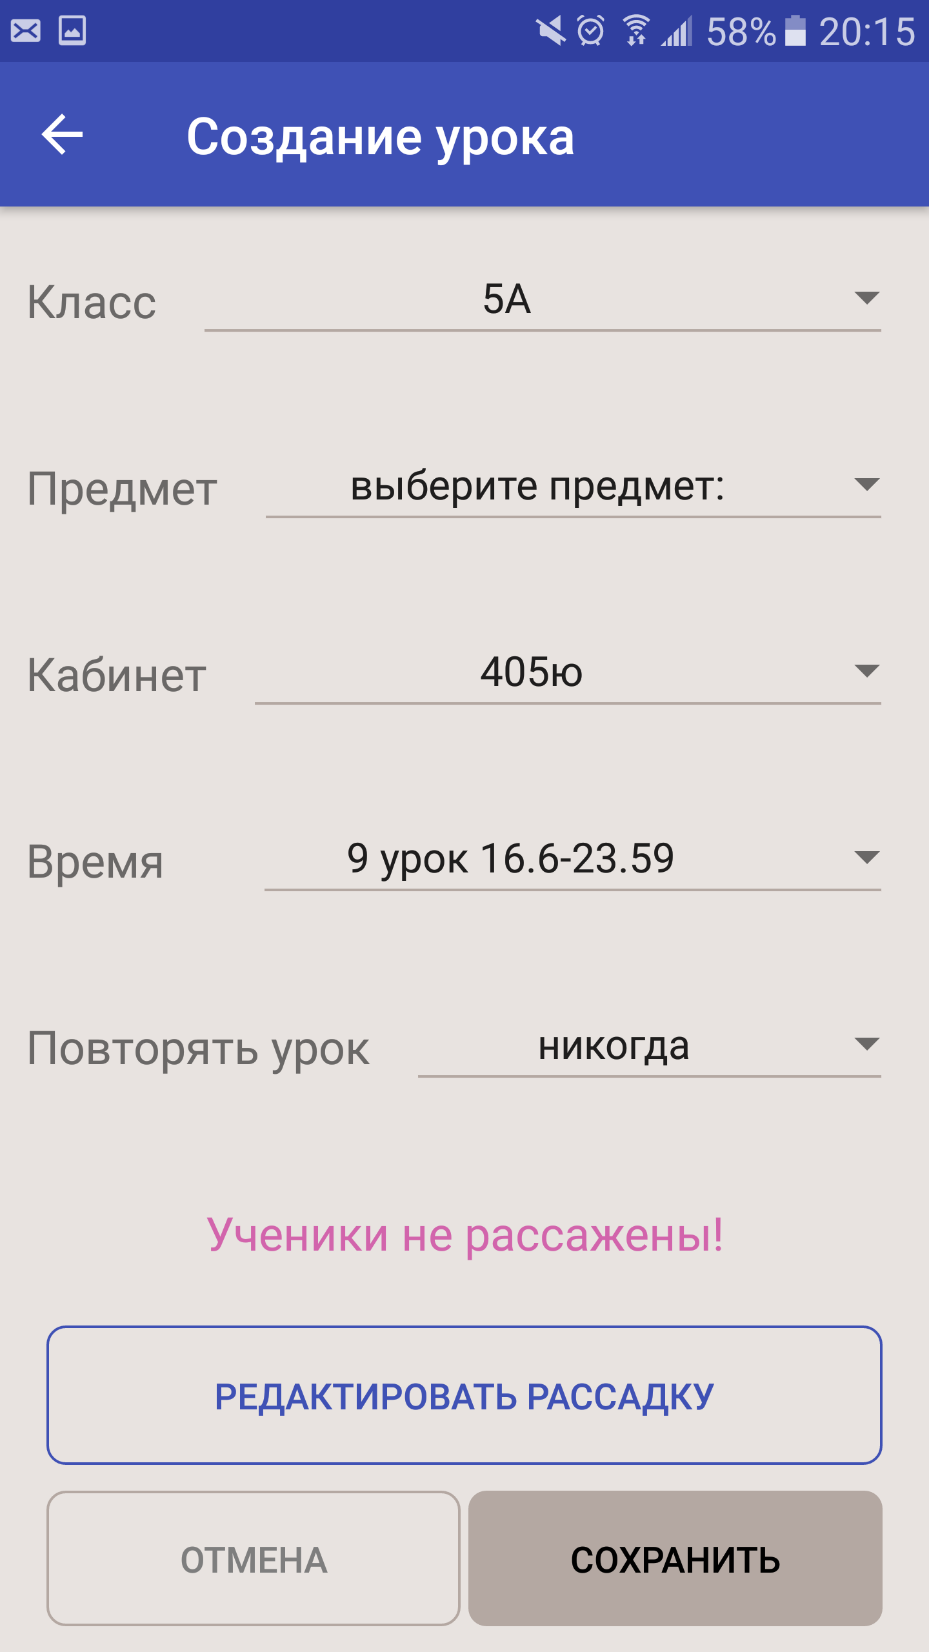 58% 20:15
Создание урока
Класс 5А
Предмет выберите предмет:
Кабинет 405ю
Время 9 урок 16.6-23.59
Повторять урок никогда
Ученики не рассажены!
РЕДАКТИРОВАТЬ РАССАДКУ
ОТМЕНА СОХРАНИТЬ